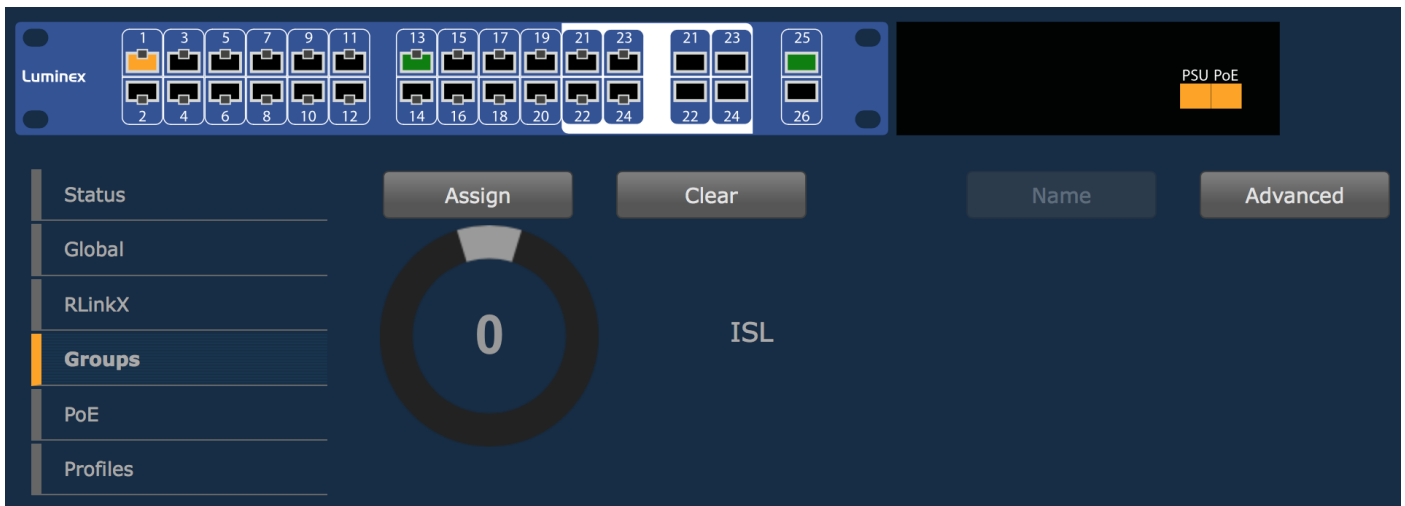 1 3 5 7 9 11 13 15 17 19 21 23 21 23 25
Luminex
PSU PoE
2 4 6 8 10 12 14 16 18 20 22 24 22 24 26
Status
Assign Clear Name Advanced
Global
RLinkX
0 ISL
Groups
PoE
Profiles